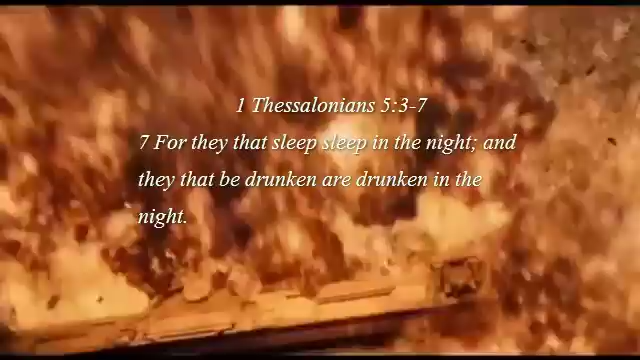 1 Thessalonians 5:3-7
7 For they that sleep sleep in the night; and
they that be drunken are drunken in the
night.